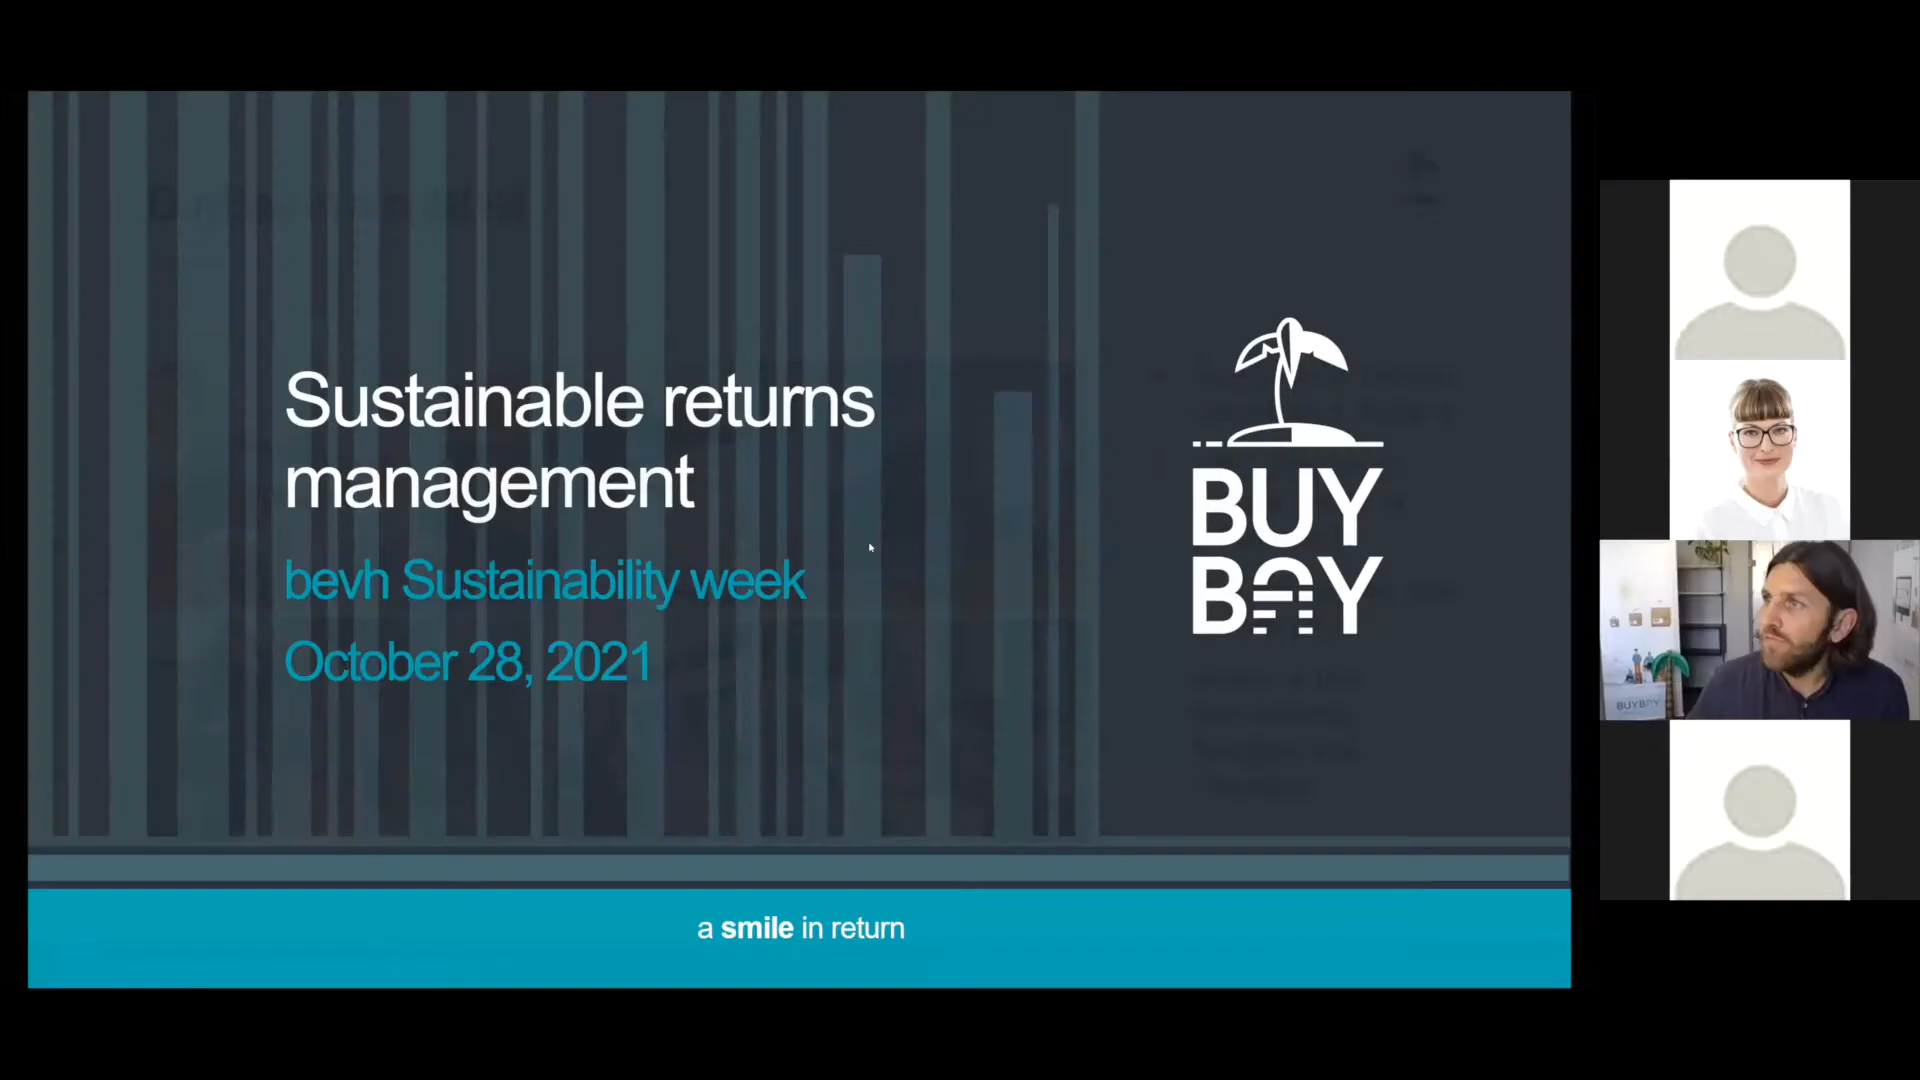 Sustainable returns
management
bevh Sustainability week
October 28, 2021
BUY
BAY
a smile in return
BUYBAY